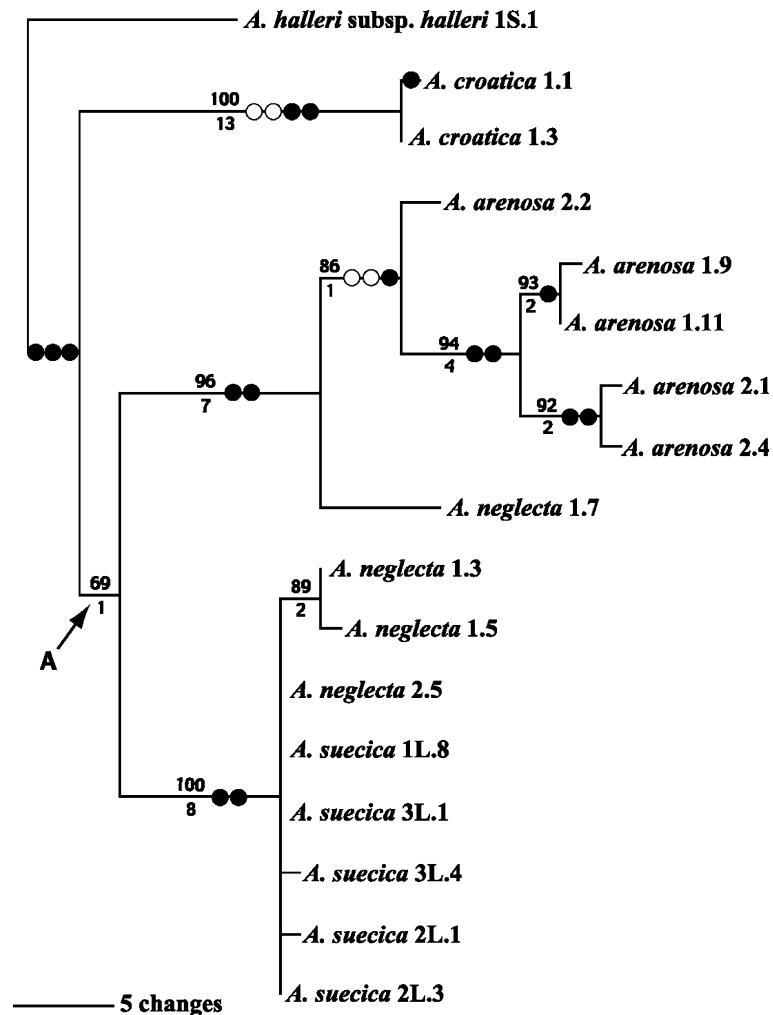 A. halleri subsp. halleri 1S.1
A. croatica 1.1
100
13
A. croatica 1.3
A. arenosa 2.2
86
1
A. arenosa 1.9
93
2
A. arenosa 1.11
94
4
A. arenosa 2.1
96
7
92
2
A. arenosa 2.4
A. neglecta 1.7
A. neglecta 1.3
69
1
89
2
A. neglecta 1.5
A
A. neglecta 2.5
A. suecica 1L.8
100
8
A. suecica 3L.1
A. suecica 3L.4
A. suecica 2L.1
A. suecica 2L.3
5 changes